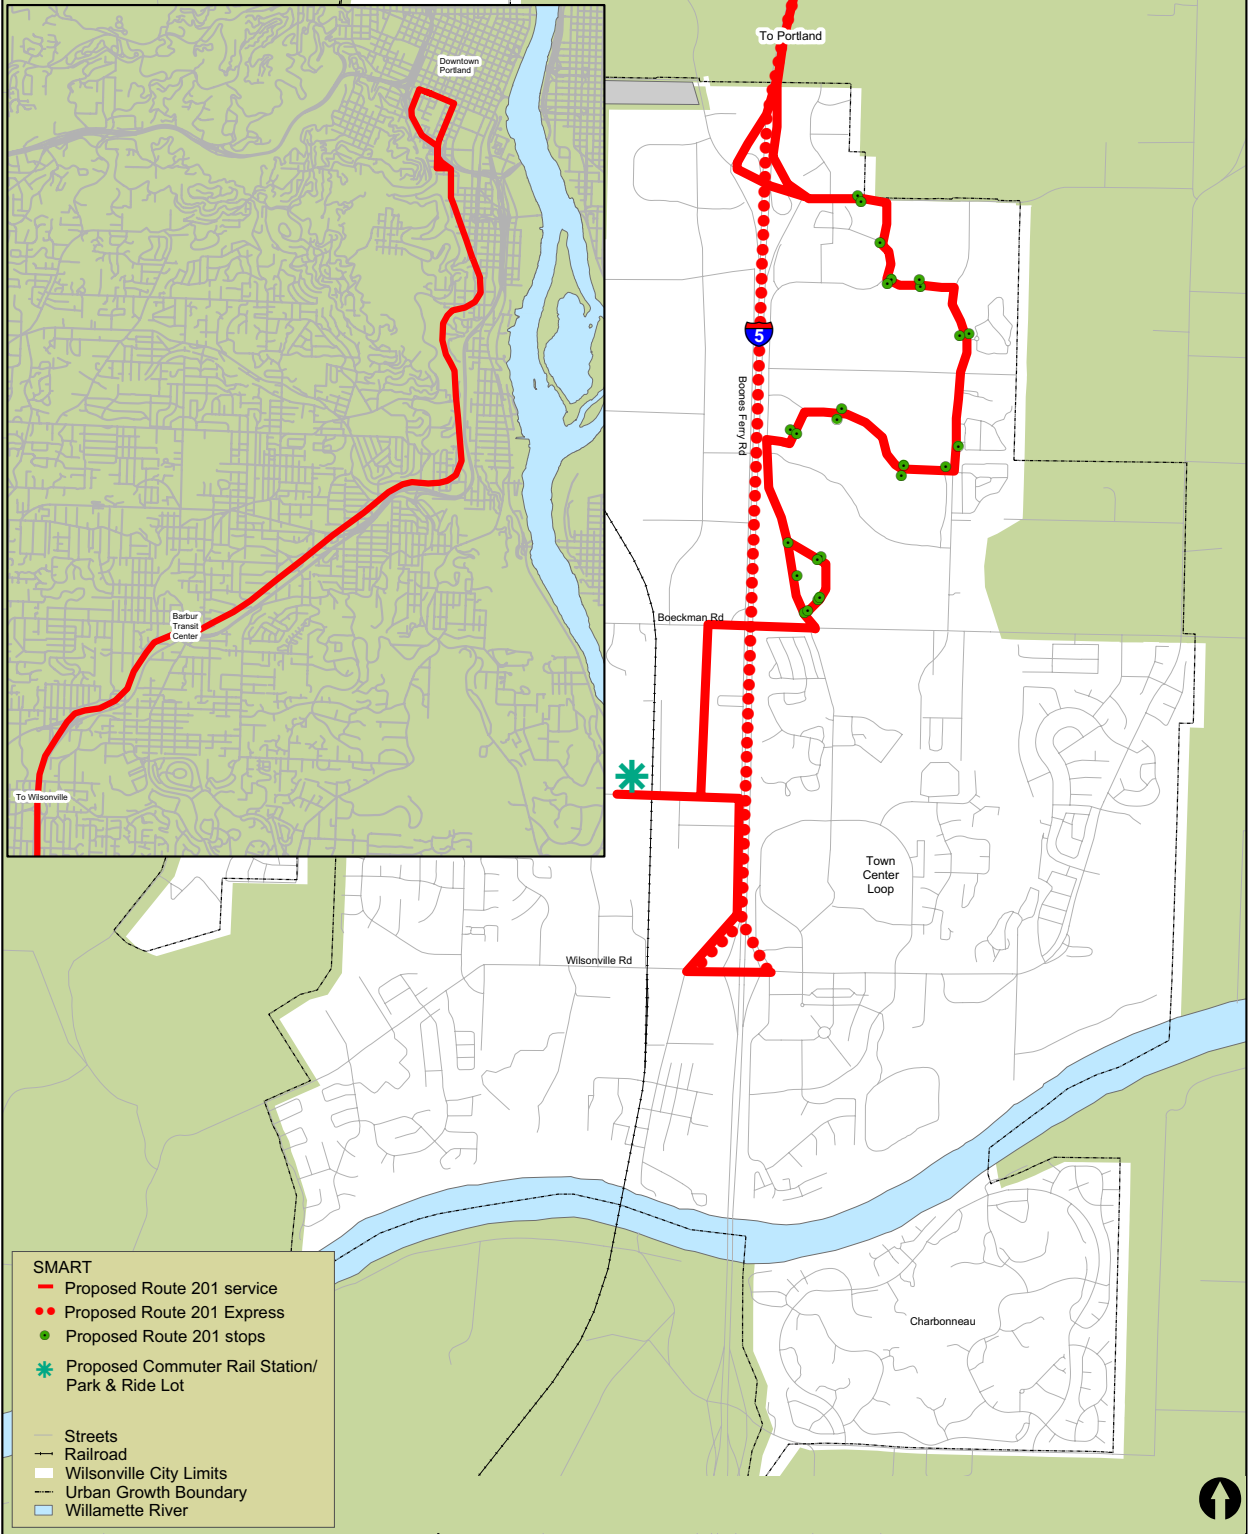 To Portland
Downtown
Portland
5
Boones Ferry Rd
Boeckman Rd
Barbur
Transit
Center
To Wilsonville
Town
Center
Loop
Wilsonville Rd
Charbonneau
SMART
Proposed Route 201 service
Proposed Route 201 Express
Proposed Route 201 stops
Proposed Commuter Rail Station/
Park & Ride Lot
Streets
Railroad
Wilsonville City Limits
Urban Growth Boundary
Willamette River